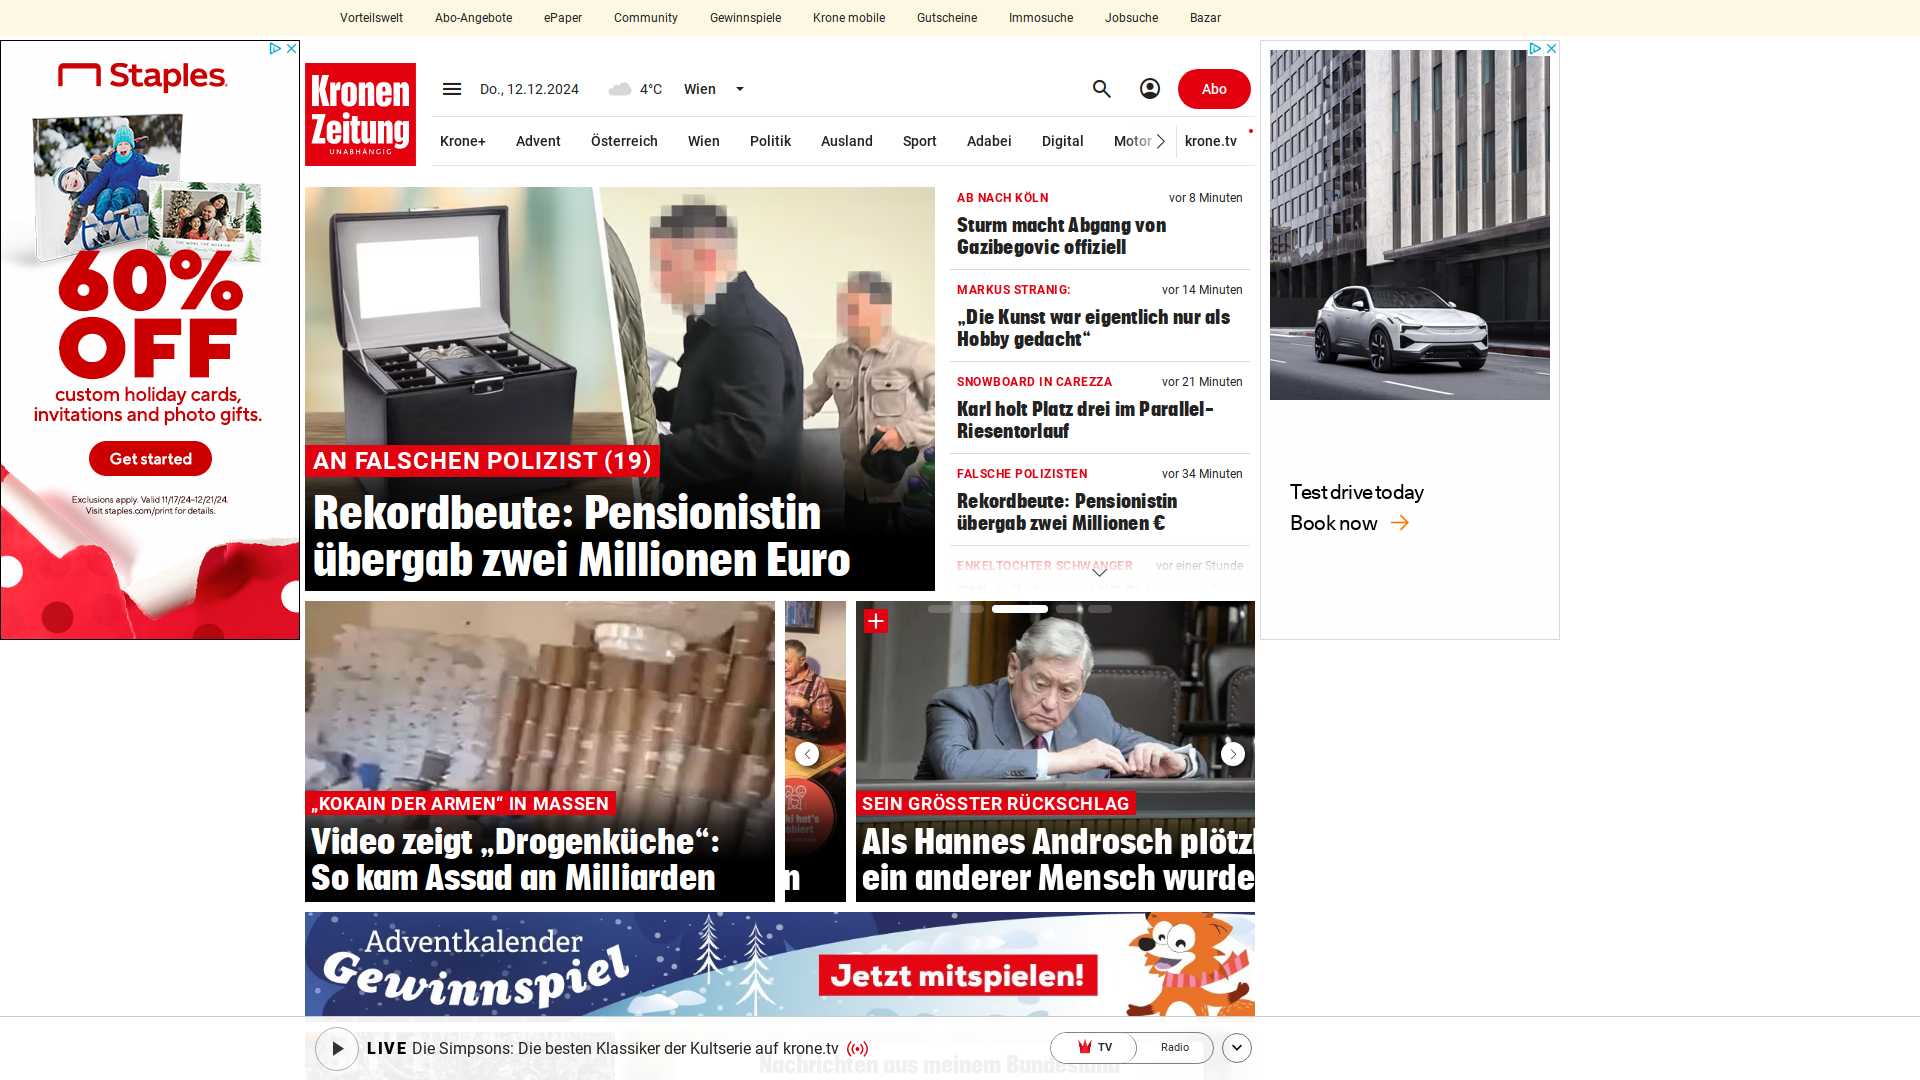 Vorteilswelt
Abo-Angebote
ePaper
Community
Gewinnspiele
Krone mobile
Gutscheine
Immosuche
Jobsuche
Bazar
Staples
60%
OFF
custom holiday cards,
invitations and photo gifts.
Get started
Exclusions apply. Valid 11/17/24–12/21/24.
Visit staples.com/print for details.
Kronen
Zeitung
UNABHÄNGIG
Do., 12.12.2024
4°C
Wien
Abo
Krone+
Advent
Österreich
Wien
Politik
Ausland
Sport
Adabei
Digital
Motor
krone.tv
AN FALSCHEN POLIZIST (19)
Rekordbeute: Pensionistin
übergab zwei Millionen Euro
AB NACH KÖLN
vor 8 Minuten
Sturm macht Abgang von
Gazibegovic offiziell
MARKUS STRANIG:
vor 14 Minuten
„Die Kunst war eigentlich nur als
Hobby gedacht“
SNOWBOARD IN CAREZZA
vor 21 Minuten
Karl holt Platz drei im Parallel-
Riesentorlauf
FALSCHE POLIZISTEN
vor 34 Minuten
Rekordbeute: Pensionistin
übergab zwei Millionen €
ENKELTOCHTER SCHWANGER
vor einer Stunde
„KOKAIN DER ARMEN“ IN MASSEN
Video zeigt „Drogenküche“:
So kam Assad an Milliarden
n
SEIN GRÖSSTER RÜCKSCHLAG
Als Hannes Androsch plötzl
ein anderer Mensch wurde
Test drive today
Book now
Adventkalender
Gewinnspiel
Jetzt mitspielen!
LIVE Die Simpsons: Die besten Klassiker der Kultserie auf krone.tv
TV
Radio
Nachrichten aus meinem Bundesland